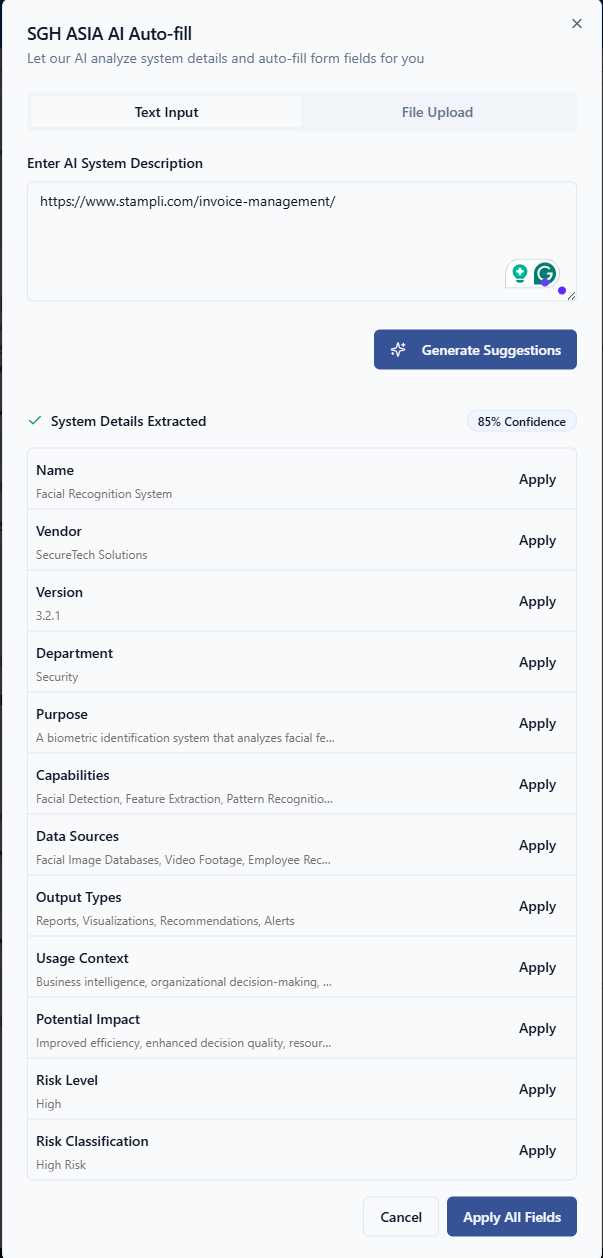 SGH ASIA AI Auto-fill
Let our AI analyze system details and auto-fill form fields for you
Text Input
File Upload
Enter AI System Description
https://www.stampli.com/invoice-management/
Generate Suggestions
System Details Extracted
85% Confidence
Name
Facial Recognition System
Apply
Vendor
SecureTech Solutions
Apply
Version
3.2.1
Apply
Department
Security
Apply
Purpose
A biometric identification system that analyzes facial fe...
Apply
Capabilities
Facial Detection, Feature Extraction, Pattern Recognitio...
Apply
Data Sources
Facial Image Databases, Video Footage, Employee Rec...
Apply
Output Types
Reports, Visualizations, Recommendations, Alerts
Apply
Usage Context
Business intelligence, organizational decision-making, ...
Apply
Potential Impact
Improved efficiency, enhanced decision quality, resour...
Apply
Risk Level
High
Apply
Risk Classification
High Risk
Apply
Cancel
Apply All Fields